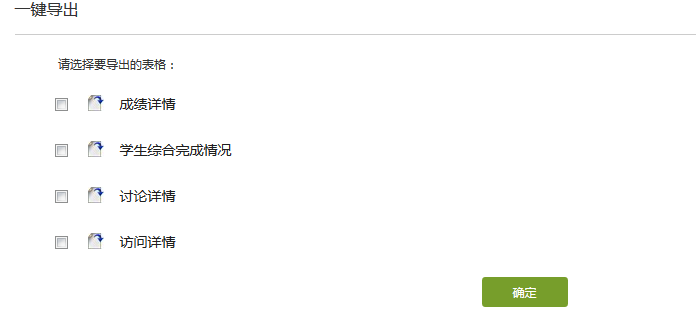 一键导出
请选择要导出的表格：
成绩详情
学生综合完成情况
讨论详情
访问详情
确定